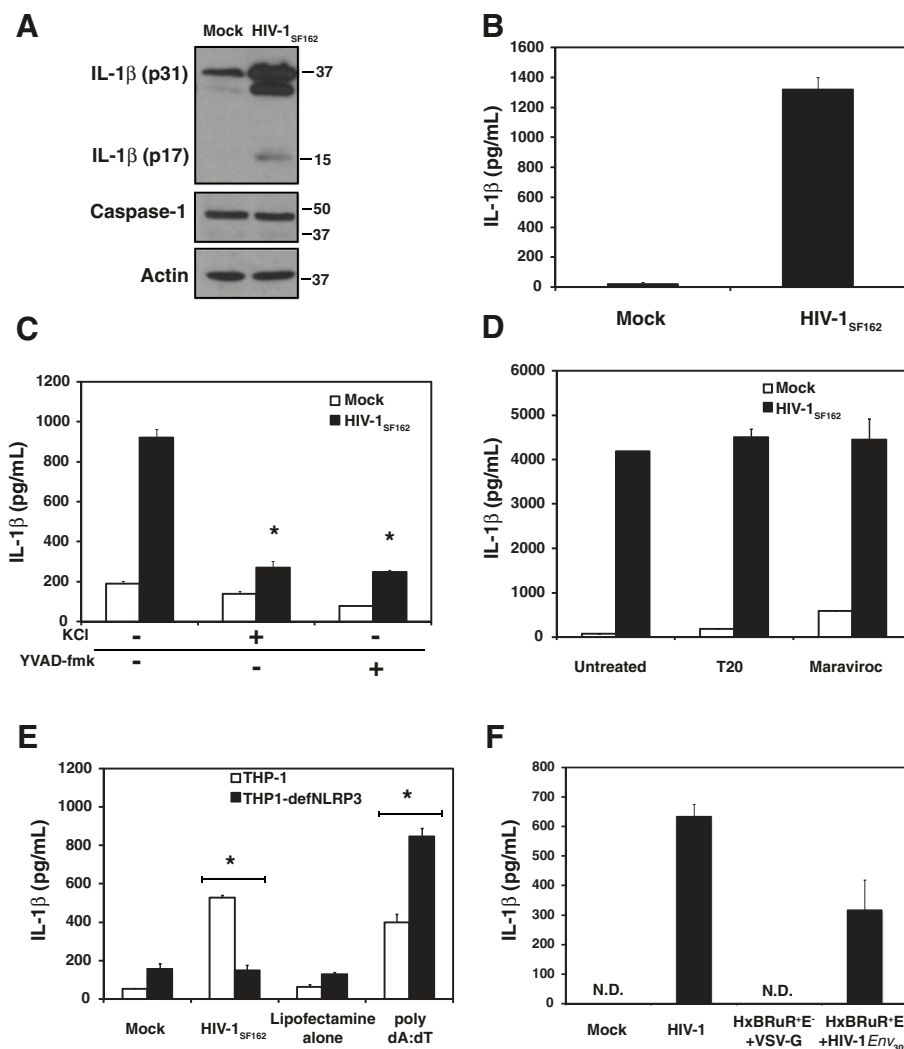 A
Mock HIV-1SF162
IL-1β (p31)
37
IL-1β (p17)
15
Caspase-1
50
37
Actin
37
B
1600
1400
1200
1000
800
600
400
200
0
IL-1β (pg/mL)
Mock HIV-1SF162
C
1200
1000
800
600
400
200
0
IL-1β (pg/mL)
Mock
HIV-1SF162
* *
KCl - + -
YVAD-fmk - - +
D
6000
5000
4000
3000
2000
1000
0
IL-1β (pg/mL)
Mock
HIV-1SF162
Untreated T20 Maraviroc
E
1200
1000
800
600
400
200
0
IL-1β (pg/mL)
THP-1
THP1-defNLRP3
* *
Mock HIV-1SF162 Lipofectamine alone poly dA:dT
F
800
700
600
500
400
300
200
100
0
IL-1β (pg/mL)
N.D. N.D.
Mock HIV-1 HxBRuR+E- +VSV-G HxBRuR+E +HIV-1 Env30